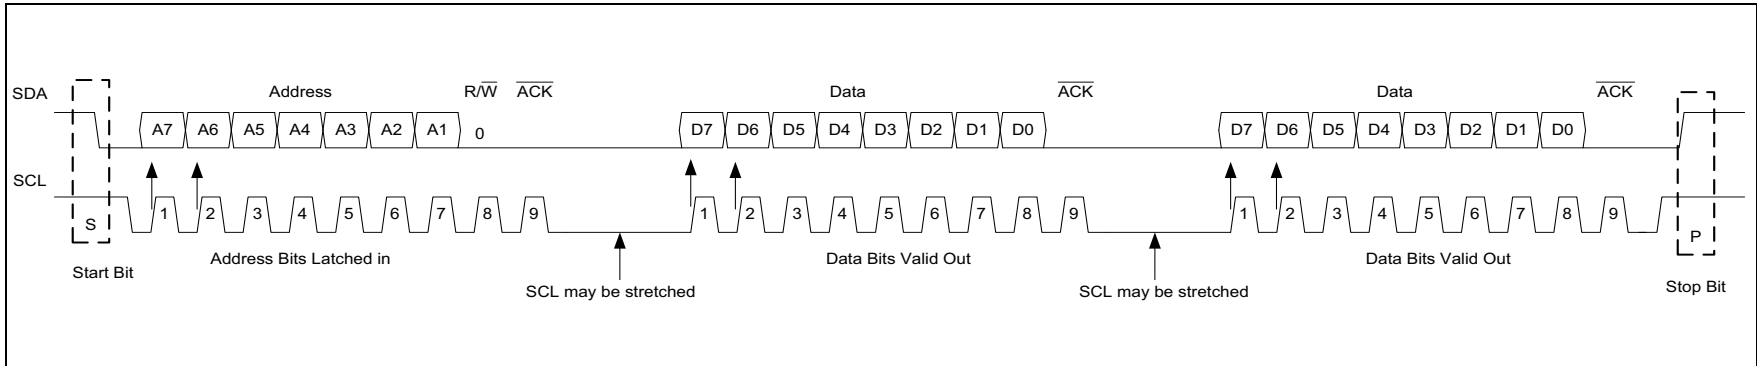 SDA
Address
R/W̅ A̅C̅K̅
Data
A̅C̅K̅
Data
A̅C̅K̅
A7 A6 A5 A4 A3 A2 A1 0
D7 D6 D5 D4 D3 D2 D1 D0
D7 D6 D5 D4 D3 D2 D1 D0
SCL
S
1 2 3 4 5 6 7 8 9
1 2 3 4 5 6 7 8 9
1 2 3 4 5 6 7 8 9
P
Start Bit
Address Bits Latched in
SCL may be stretched
Data Bits Valid Out
SCL may be stretched
Data Bits Valid Out
Stop Bit